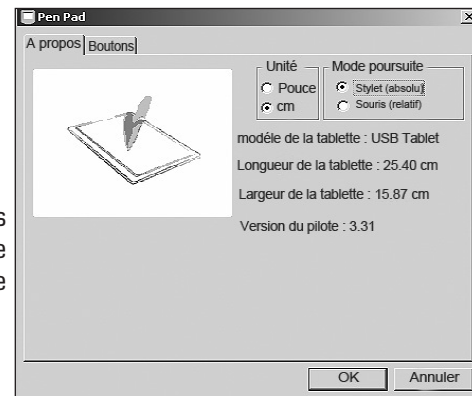 Pen Pad
A propos Boutons
Unité
Pouce
cm
Mode poursuite
Stylet (absolu)
Souris (relatif)
modéle de la tablette : USB Tablet
Longueur de la tablette : 25.40 cm
Largeur de la tablette : 15.87 cm
Version du pilote : 3.31
s
e
e
OK Annuler